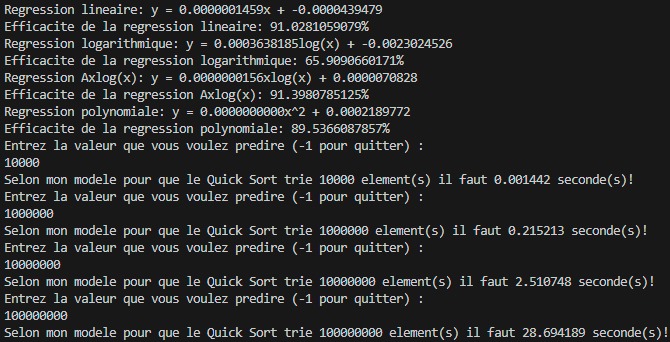 Regression lineaire: y = 0.0000001459x + -0.0000439479
Efficacite de la regression lineaire: 91.0281059079%
Regression logarithmique: y = 0.0003638185log(x) + -0.0023024526
Efficacite de la regression logarithmique: 65.9090660171%
Regression Axlog(x): y = 0.0000000156xlog(x) + 0.0000070828
Efficacite de la regression Axlog(x): 91.3980785125%
Regression polynomiale: y = 0.0000000000x^2 + 0.0002189772
Efficacite de la regression polynomiale: 89.5366087857%
Entrez la valeur que vous voulez predire (-1 pour quitter) :
10000
Selon mon modele pour que le Quick Sort trie 10000 element(s) il faut 0.001442 seconde(s)!
Entrez la valeur que vous voulez predire (-1 pour quitter) :
1000000
Selon mon modele pour que le Quick Sort trie 1000000 element(s) il faut 0.215213 seconde(s)!
Entrez la valeur que vous voulez predire (-1 pour quitter) :
10000000
Selon mon modele pour que le Quick Sort trie 10000000 element(s) il faut 2.510748 seconde(s)!
Entrez la valeur que vous voulez predire (-1 pour quitter) :
100000000
Selon mon modele pour que le Quick Sort trie 100000000 element(s) il faut 28.694189 seconde(s)!